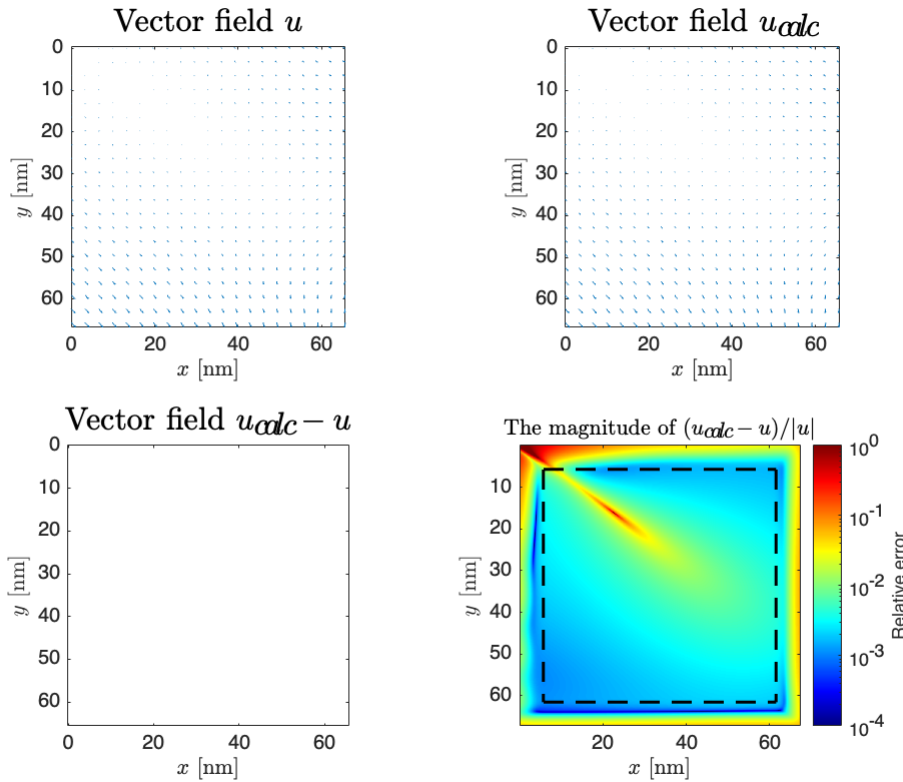 Vector field u
0
10
20
30
40
50
60
y [nm]
0 20 40 60
x [nm]
Vector field u_calc
0
10
20
30
40
50
60
y [nm]
0 20 40 60
x [nm]
Vector field u_calc − u
0
10
20
30
40
50
60
y [nm]
0 20 40 60
x [nm]
The magnitude of (u_calc − u)/|u|
10
20
30
40
50
60
y [nm]
20 40 60
x [nm]
10^0
10^-1
10^-2
10^-3
10^-4
Relative error